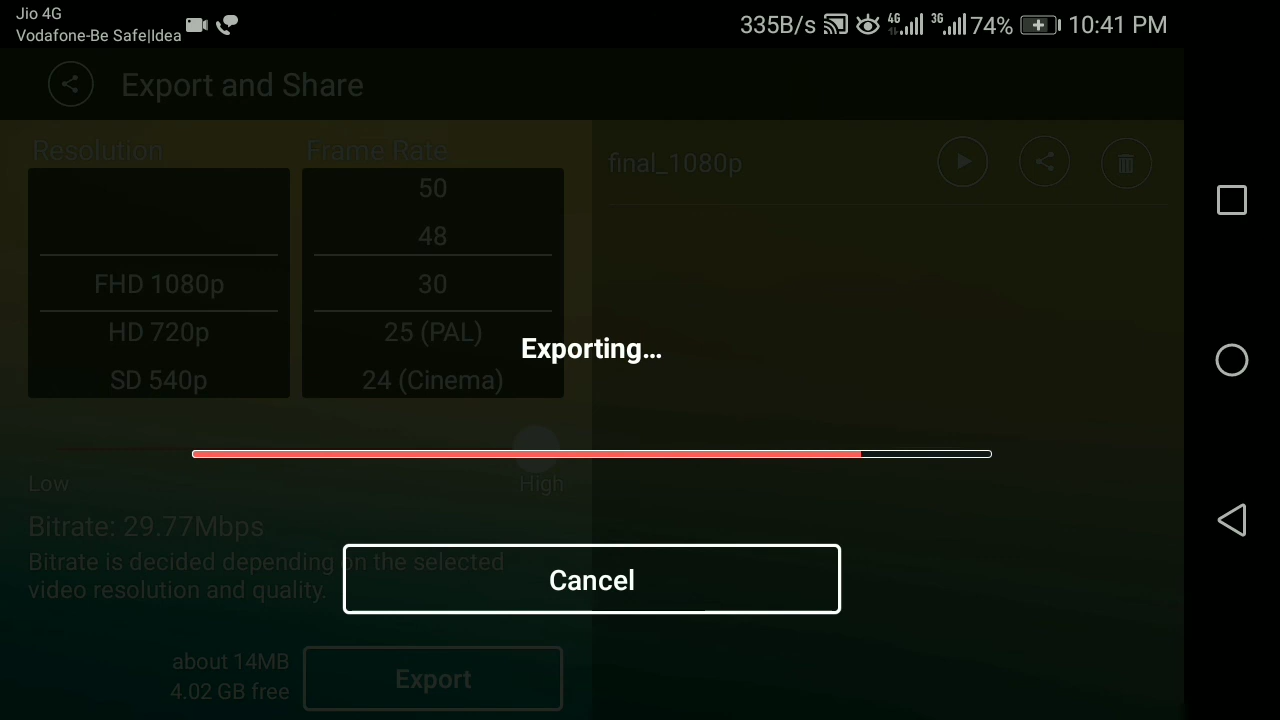 Jio 4G
Vodafone-Be Safe|Idea
335B/s 4G 3G 74% 10:41 PM
Export and Share
Resolution
Frame Rate
FHD 1080p
HD 720p
SD 540p
50
48
30
25 (PAL)
24 (Cinema)
final_1080p
Exporting...
Low
High
Bitrate: 29.77Mbps
Bitrate is decided depending on the selected
video resolution and quality.
Cancel
about 14MB
4.02 GB free
Export